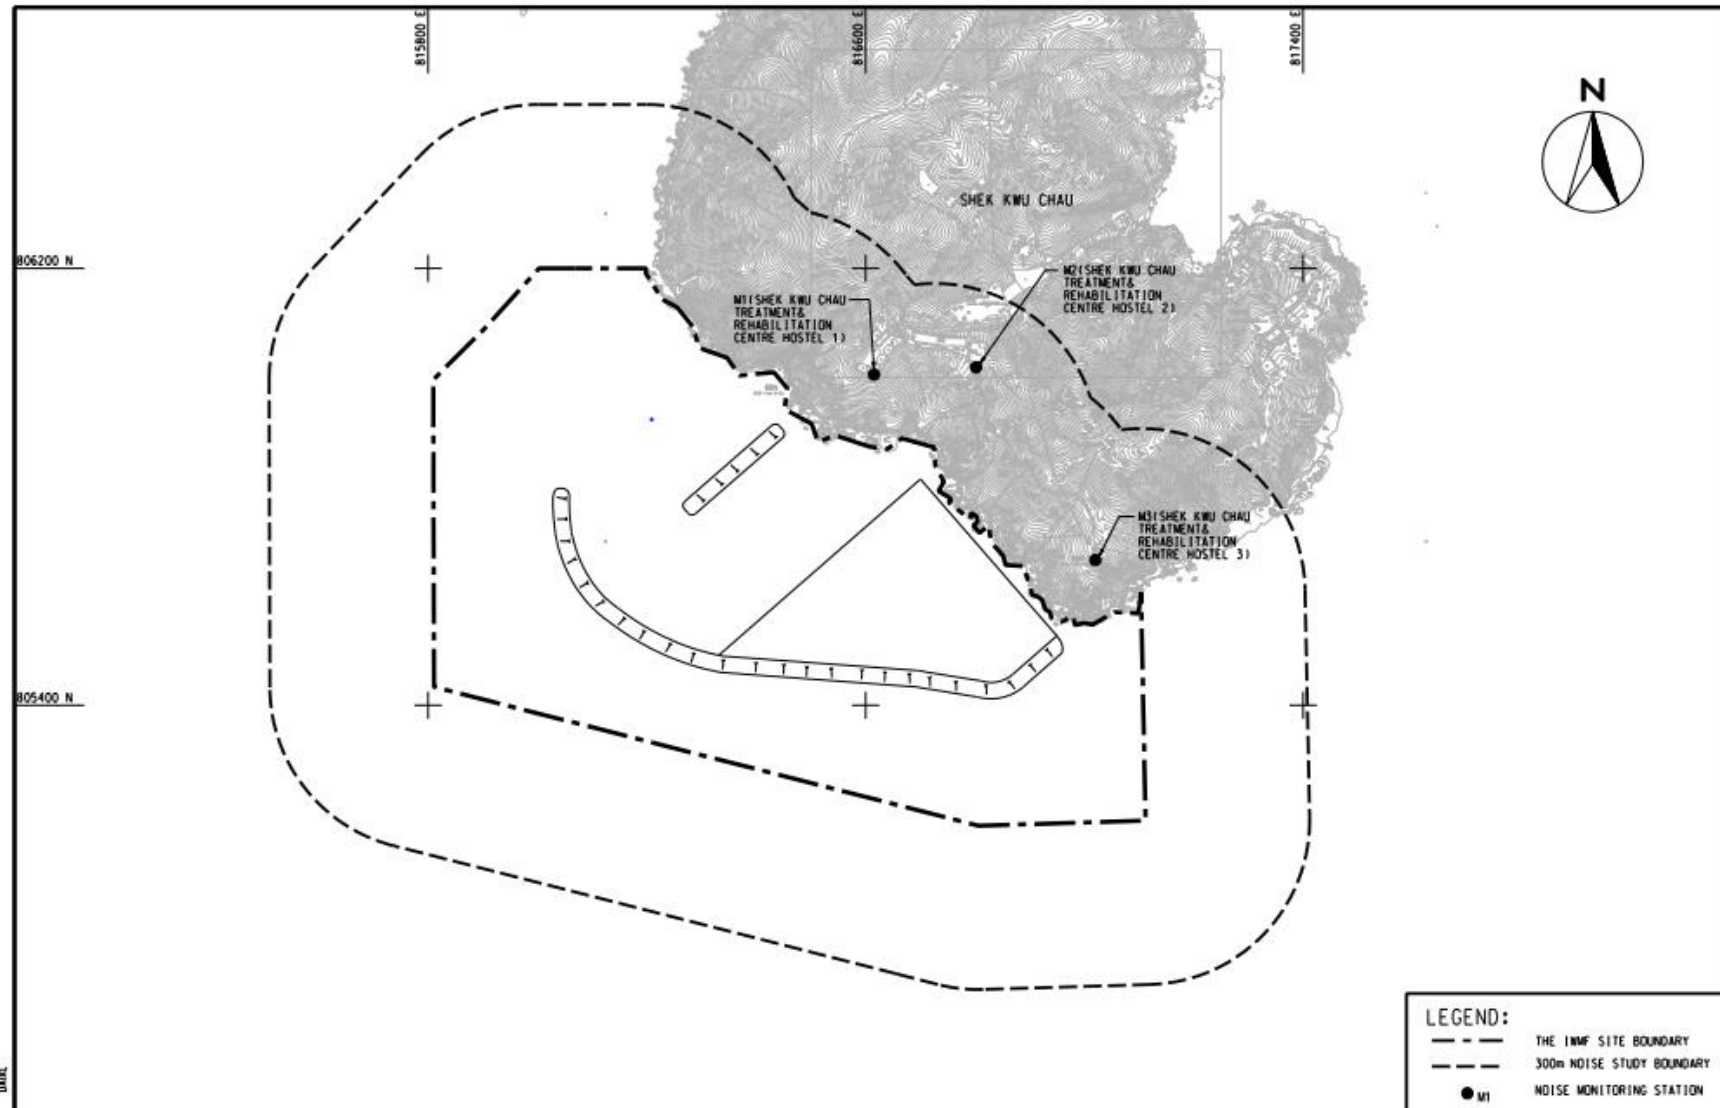 815800 E
816600 E
817400 E
N
SHEK KWU CHAU
806200 N
M1(SHEK KWU CHAU
TREATMENT&
REHABILITATION
CENTRE HOSTEL 1)
M2(SHEK KWU CHAU
TREATMENT&
REHABILITATION
CENTRE HOSTEL 2)
M3(SHEK KWU CHAU
TREATMENT&
REHABILITATION
CENTRE HOSTEL 3)
805400 N
LEGEND:
THE IWMF SITE BOUNDARY
300m NOISE STUDY BOUNDARY
M1 NOISE MONITORING STATION